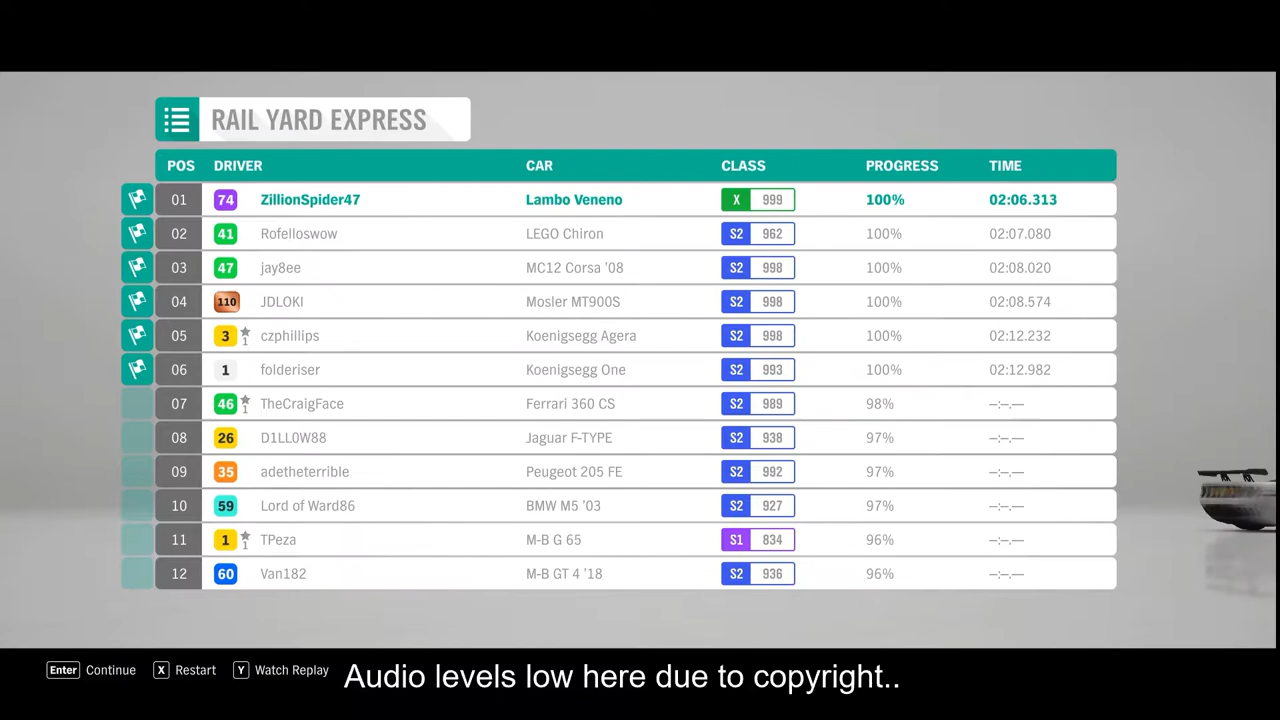 RAIL YARD EXPRESS
POS DRIVER CAR CLASS PROGRESS TIME
01 74 ZillionSpider47 Lambo Veneno X 999 100% 02:06.313
02 41 Rofelloswow LEGO Chiron S2 962 100% 02:07.080
03 47 jay8ee MC12 Corsa '08 S2 998 100% 02:08.020
04 110 JDLOKI Mosler MT900S S2 998 100% 02:08.574
05 3 1 czphillips Koenigsegg Agera S2 998 100% 02:12.232
06 1 folderiser Koenigsegg One S2 993 100% 02:12.982
07 46 1 TheCraigFace Ferrari 360 CS S2 989 98% --:--.---
08 26 D1LL0W88 Jaguar F-TYPE S2 938 97% --:--.---
09 35 adetheterrible Peugeot 205 FE S2 992 97% --:--.---
10 59 Lord of Ward86 BMW M5 '03 S2 927 97% --:--.---
11 1 1 TPeza M-B G 65 S1 834 96% --:--.---
12 60 Van182 M-B GT 4 '18 S2 936 96% --:--.---
Enter Continue X Restart Y Watch Replay
Audio levels low here due to copyright..